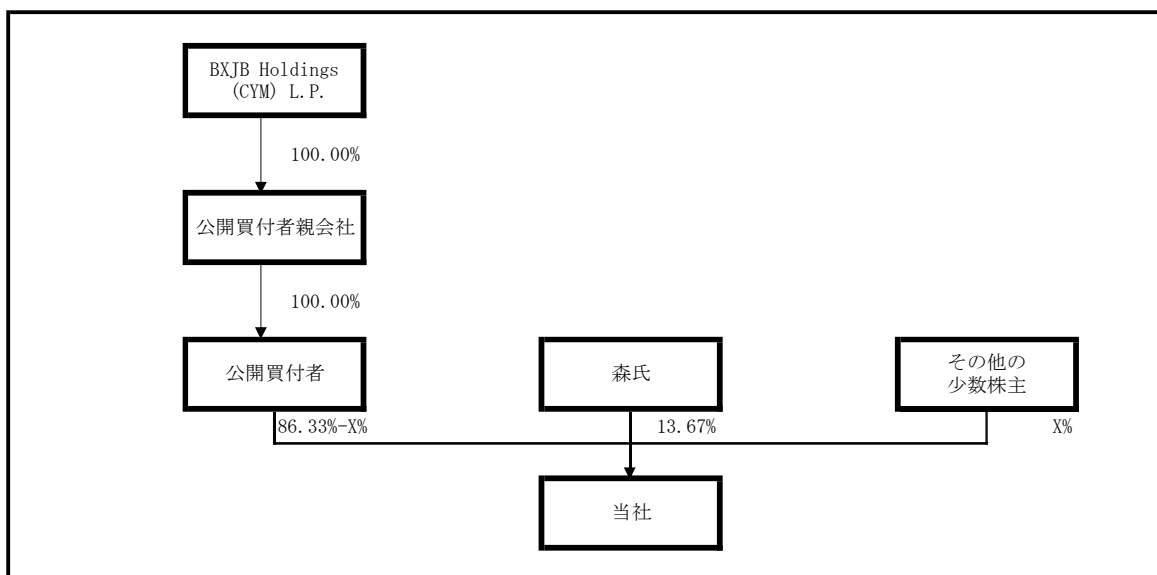 BXJB Holdings
(CYM) L.P.
100.00%
公開買付者親会社
100.00%
公開買付者
森氏
その他の
少数株主
86.33%-X%
13.67%
X%
当社